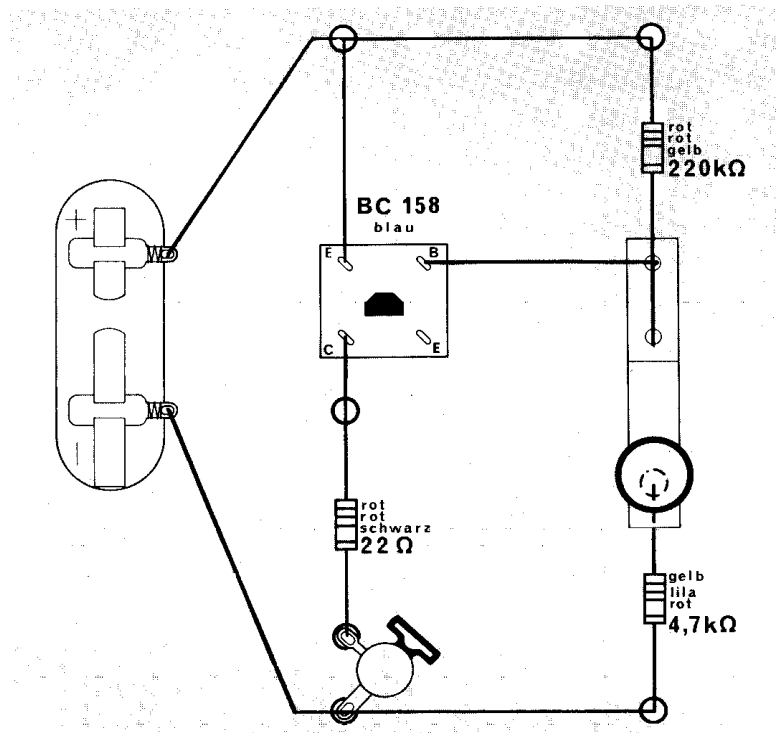 rot
rot
gelb
220kΩ
BC 158
blau
E
B
C
E
+
−
rot
rot
schwarz
22 Ω
gelb
lila
rot
4,7kΩ